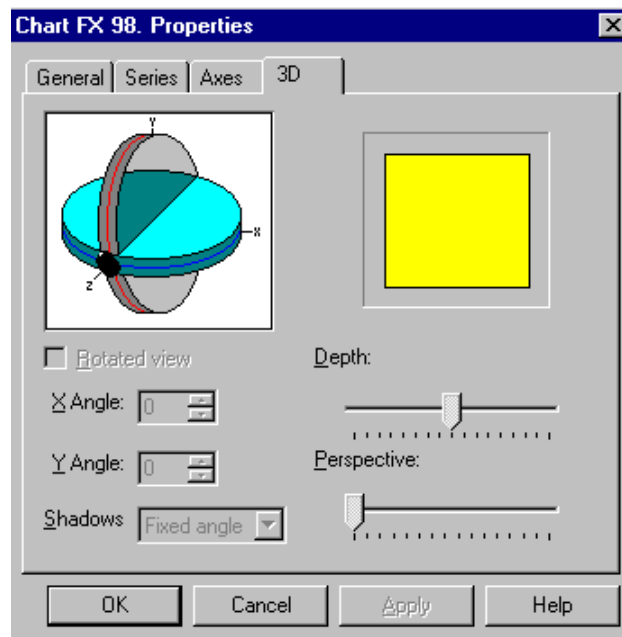 Chart FX 98. Properties
General Series Axes 3D
Y
X
Z
Rotated view
Depth:
X Angle: 0
Y Angle: 0
Perspective:
Shadows Fixed angle
OK Cancel Apply Help